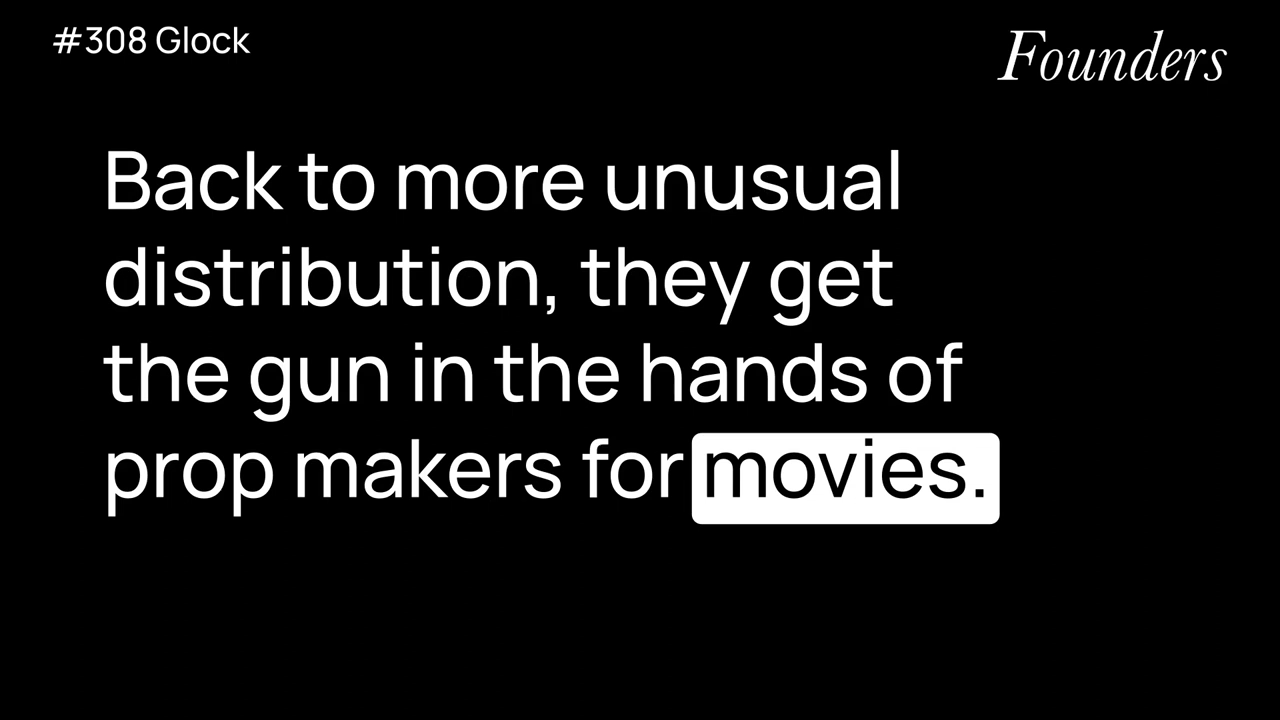 #308 Glock
Founders
Back to more unusual
distribution, they get
the gun in the hands of
prop makers for movies.